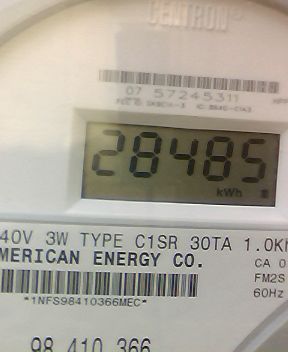 CENTRON
07 57245311
28485
kWh
40V 3W TYPE C1SR 30TA 1.0K
MERICAN ENERGY CO.
CA 0
FM2S
*1NFS98410366MEC*
60Hz
98 410 366